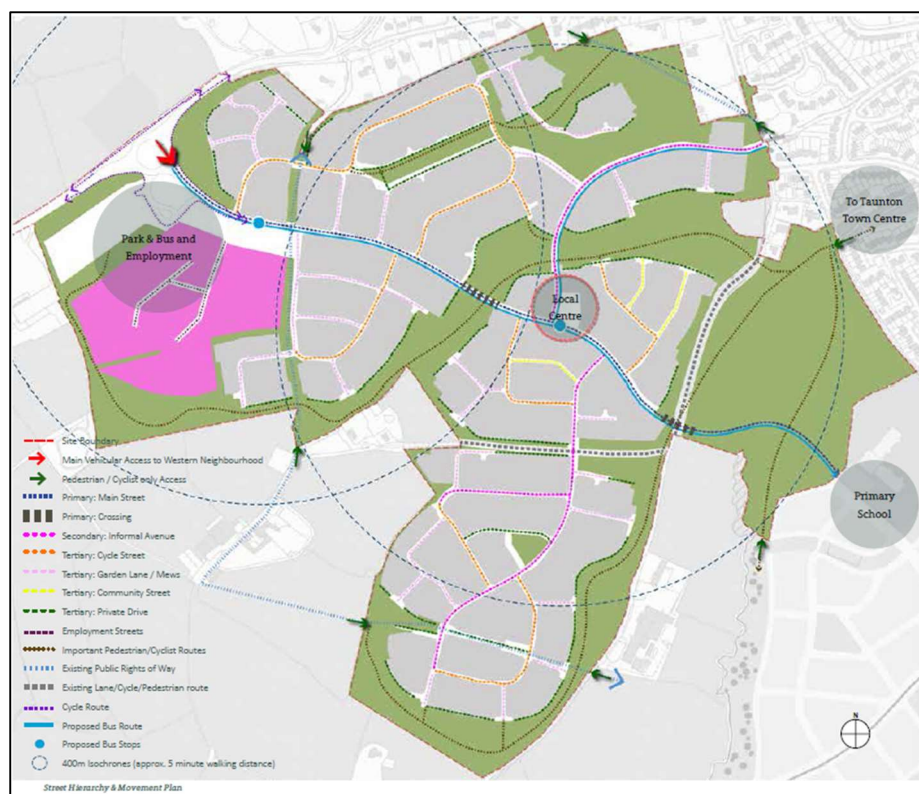 To Taunton
Town Centre
Park & Bus and
Employment
Local
Centre
Primary
School
Site Boundary
Main Vehicular Access to Western Neighbourhood
Pedestrian / Cyclist only Access
Primary: Main Street
Primary: Crossing
Secondary: Informal Avenue
Tertiary: Cycle Street
Tertiary: Garden Lane / Mews
Tertiary: Community Street
Tertiary: Private Drive
Employment Streets
Important Pedestrian/Cyclist Routes
Existing Public Rights of Way
Existing Lane/Cycle/Pedestrian route
Cycle Route
Proposed Bus Route
Proposed Bus Stops
400m Isochrones (approx. 5 minute walking distance)
N
Street Hierarchy & Movement Plan